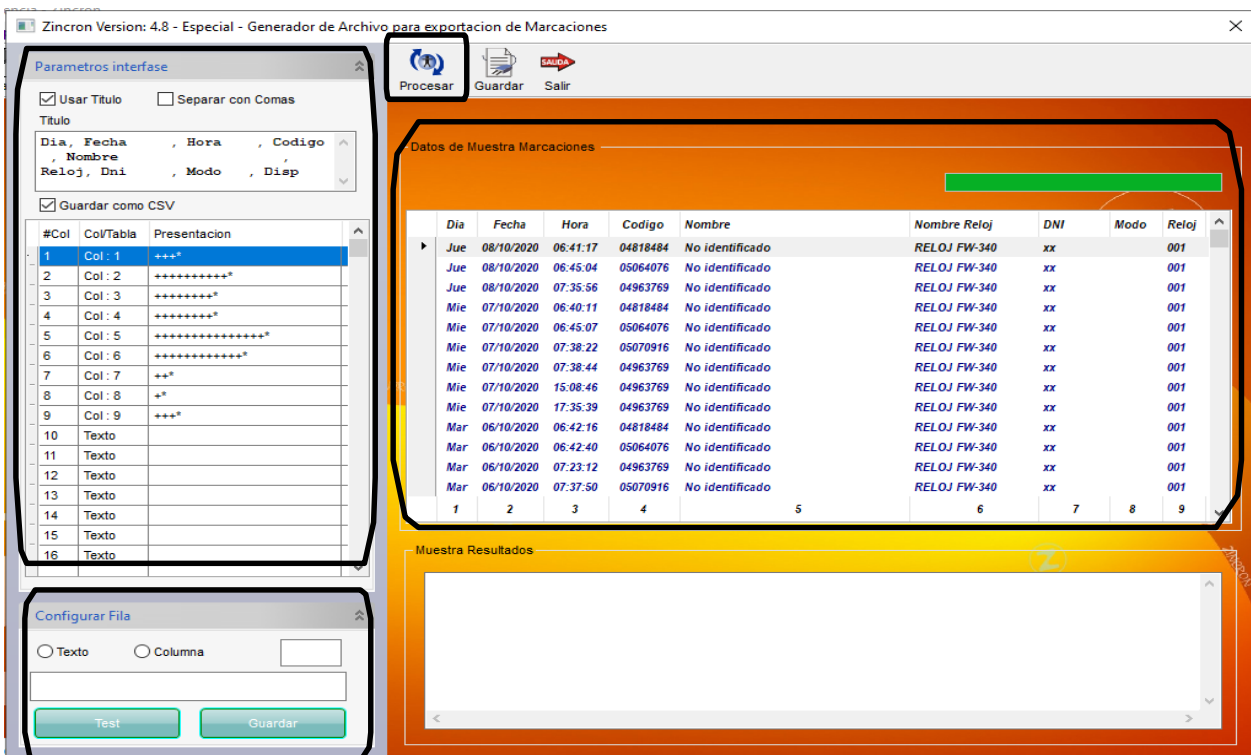 Zincron Version: 4.8 - Especial - Generador de Archivo para exportacion de Marcaciones
Parametros interfase
Usar Titulo Separar con Comas
Titulo
Dia, Fecha , Hora , Codigo
, Nombre ,
Reloj, Dni , Modo , Disp
Guardar como CSV
#Col Col/Tabla Presentacion
1 Col : 1 +++*
2 Col : 2 ++++++++++*
3 Col : 3 ++++++++*
4 Col : 4 ++++++++*
5 Col : 5 +++++++++++++++*
6 Col : 6 ++++++++++++*
7 Col : 7 ++*
8 Col : 8 +*
9 Col : 9 +++*
10 Texto
11 Texto
12 Texto
13 Texto
14 Texto
15 Texto
16 Texto
Configurar Fila
Texto Columna
Test Guardar
SALIDA
Procesar Guardar Salir
Datos de Muestra Marcaciones
Dia Fecha Hora Codigo Nombre Nombre Reloj DNI Modo Reloj
Jue 08/10/2020 06:41:17 04818484 No identificado RELOJ FW-340 xx 001
Jue 08/10/2020 06:45:04 05064076 No identificado RELOJ FW-340 xx 001
Jue 08/10/2020 07:35:56 04963769 No identificado RELOJ FW-340 xx 001
Mie 07/10/2020 06:40:11 04818484 No identificado RELOJ FW-340 xx 001
Mie 07/10/2020 06:45:07 05064076 No identificado RELOJ FW-340 xx 001
Mie 07/10/2020 07:38:22 05070916 No identificado RELOJ FW-340 xx 001
Mie 07/10/2020 07:38:44 04963769 No identificado RELOJ FW-340 xx 001
Mie 07/10/2020 15:08:46 04963769 No identificado RELOJ FW-340 xx 001
Mie 07/10/2020 17:35:39 04963769 No identificado RELOJ FW-340 xx 001
Mar 06/10/2020 06:42:16 04818484 No identificado RELOJ FW-340 xx 001
Mar 06/10/2020 06:42:40 05064076 No identificado RELOJ FW-340 xx 001
Mar 06/10/2020 07:23:12 04963769 No identificado RELOJ FW-340 xx 001
Mar 06/10/2020 07:37:50 05070916 No identificado RELOJ FW-340 xx 001
1 2 3 4 5 6 7 8 9
Muestra Resultados